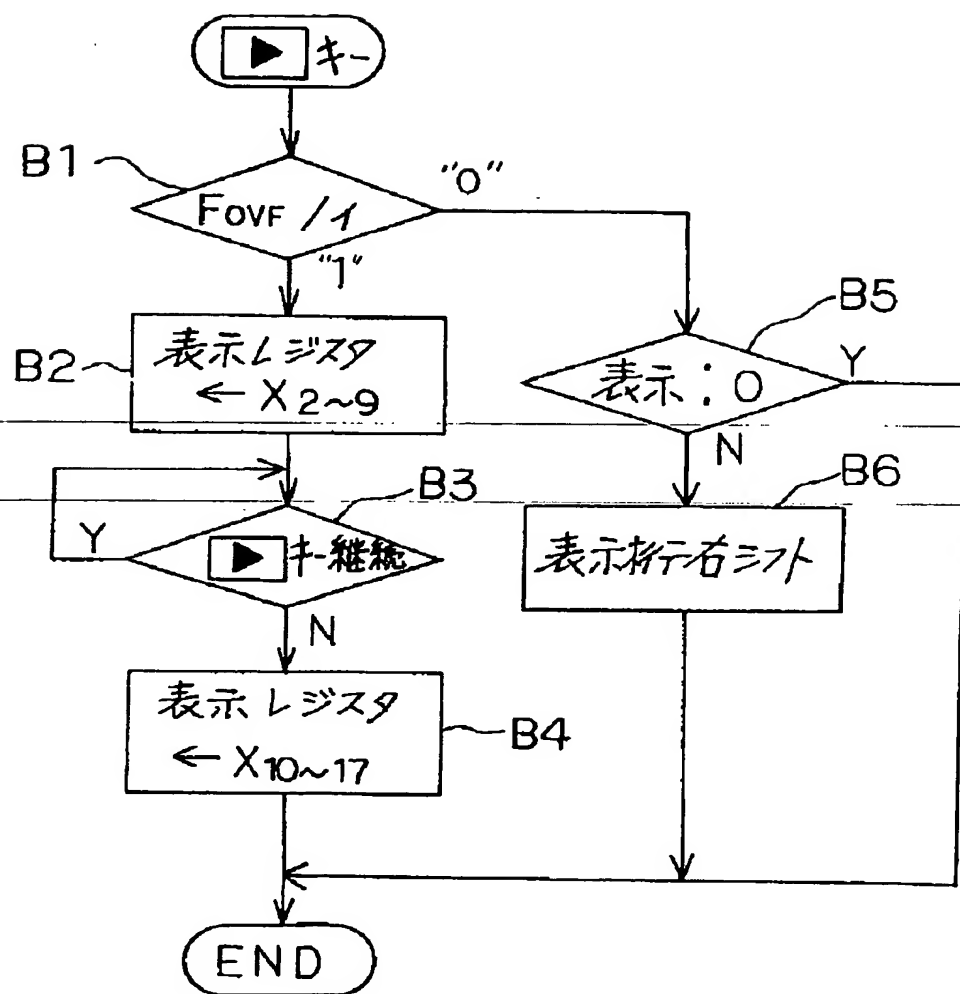 ▶ キー
B1
"0"
FOVF / イ
"1"
B5
表示レジスタ
B2
← X2~9
表示:0
Y
N
B3
B6
Y
▶ キー継続
表示桁右シフト
N
表示レジスタ
← X10~17
B4
END